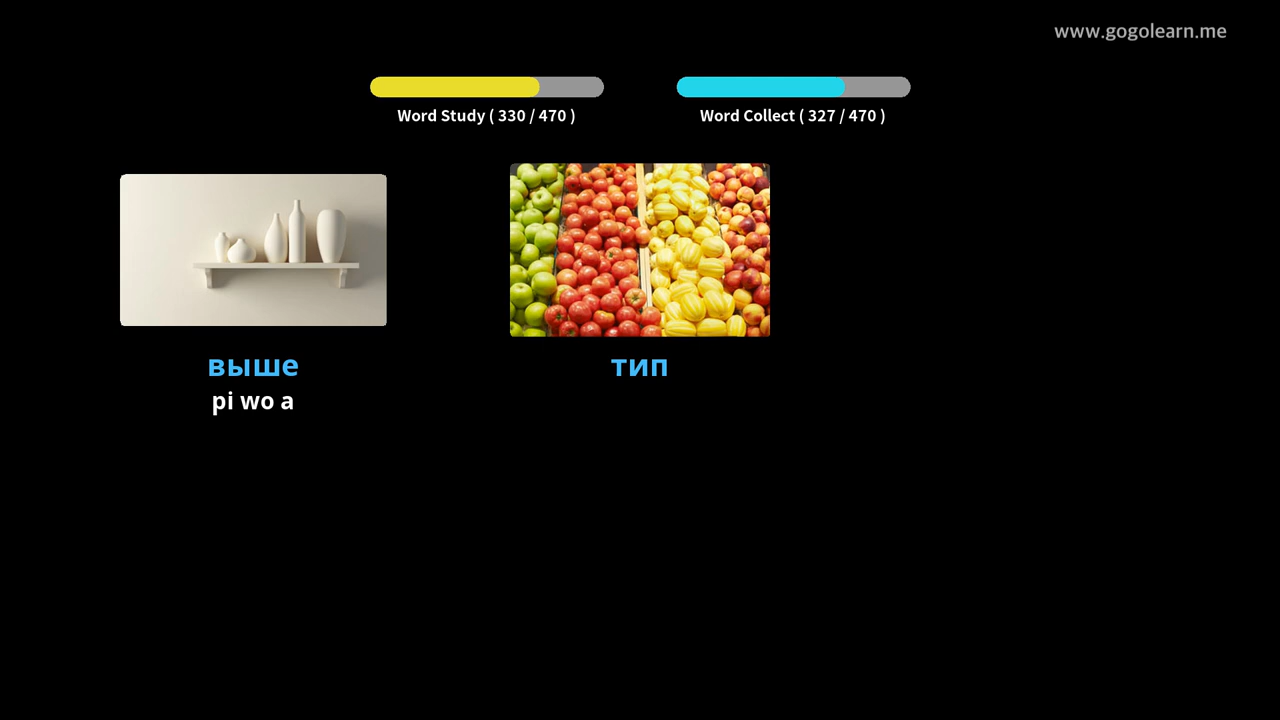 www.gogolearn.me
Word Study ( 330 / 470 )
Word Collect ( 327 / 470 )
выше
pi wo a
тип